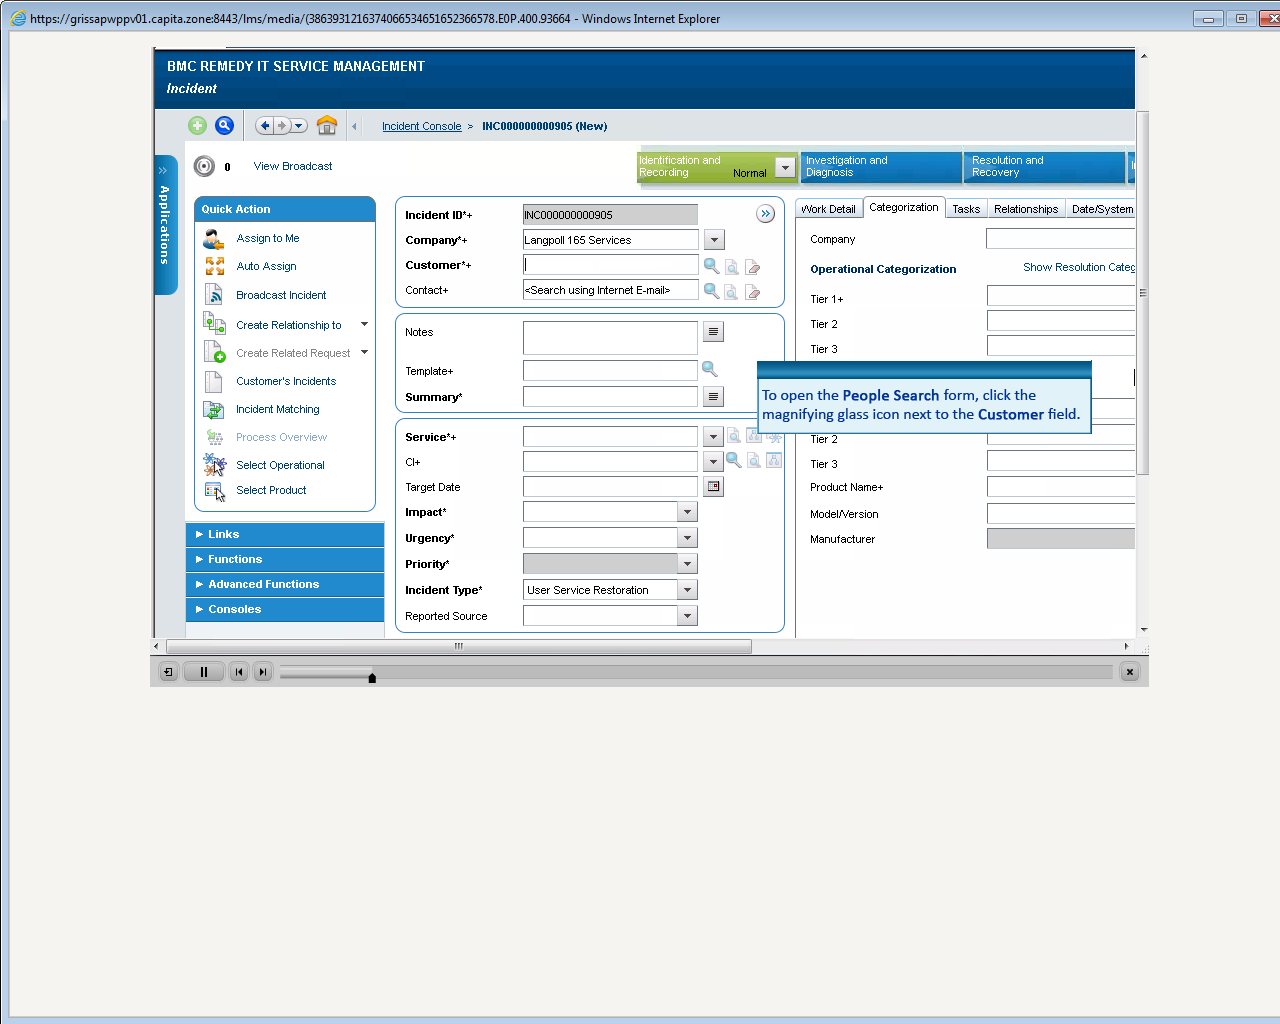 https://grissapwppv01.capita.zone:8443/lms/media/(3863931216374066534651652366578.E0P.400.93664 - Windows Internet Explorer
BMC REMEDY IT SERVICE MANAGEMENT
Incident
Incident Console > INC000000000905 (New)
Applications
0 View Broadcast
Identification and
Recording Normal
Investigation and
Diagnosis
Resolution and
Recovery
Quick Action
Assign to Me
Auto Assign
Broadcast Incident
Create Relationship to
Create Related Request
Customer's Incidents
Incident Matching
Process Overview
Select Operational
Select Product
Links
Functions
Advanced Functions
Consoles
Incident ID*+ INC000000000905
Company*+ Langpoll 165 Services
Customer*+
Contact+ <Search using Internet E-mail>
Notes
Template+
Summary*
Service*+
CI+
Target Date
Impact*
Urgency*
Priority*
Incident Type* User Service Restoration
Reported Source
Work Detail Categorization Tasks Relationships Date/System
Company
Operational Categorization Show Resolution Categ
Tier 1+
Tier 2
Tier 3
To open the People Search form, click the
magnifying glass icon next to the Customer field.
Tier 2
Tier 3
Product Name+
Model/Version
Manufacturer